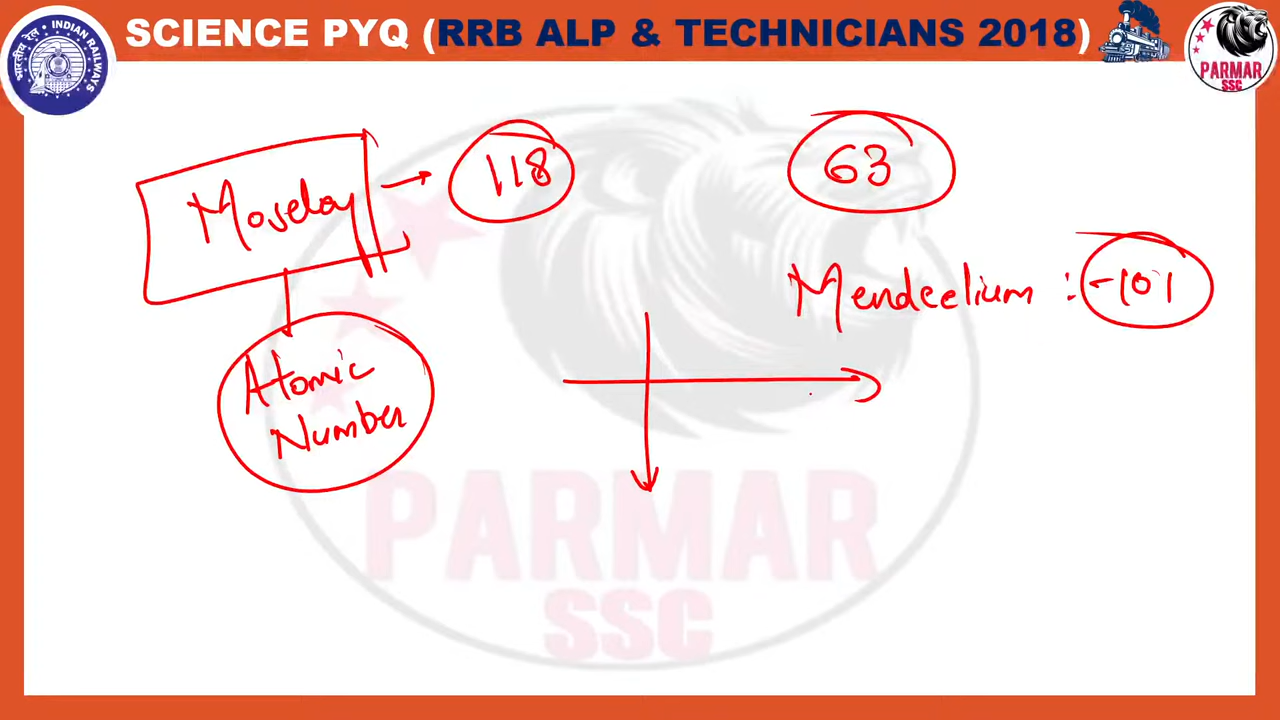 SCIENCE PYQ (RRB ALP & TECHNICIANS 2018)
भारतीय रेल INDIAN RAILWAYS
PARMAR
SSC
Moseley
118
63
Mendeelium : -101
Atomic
Number
PARMAR
SSC